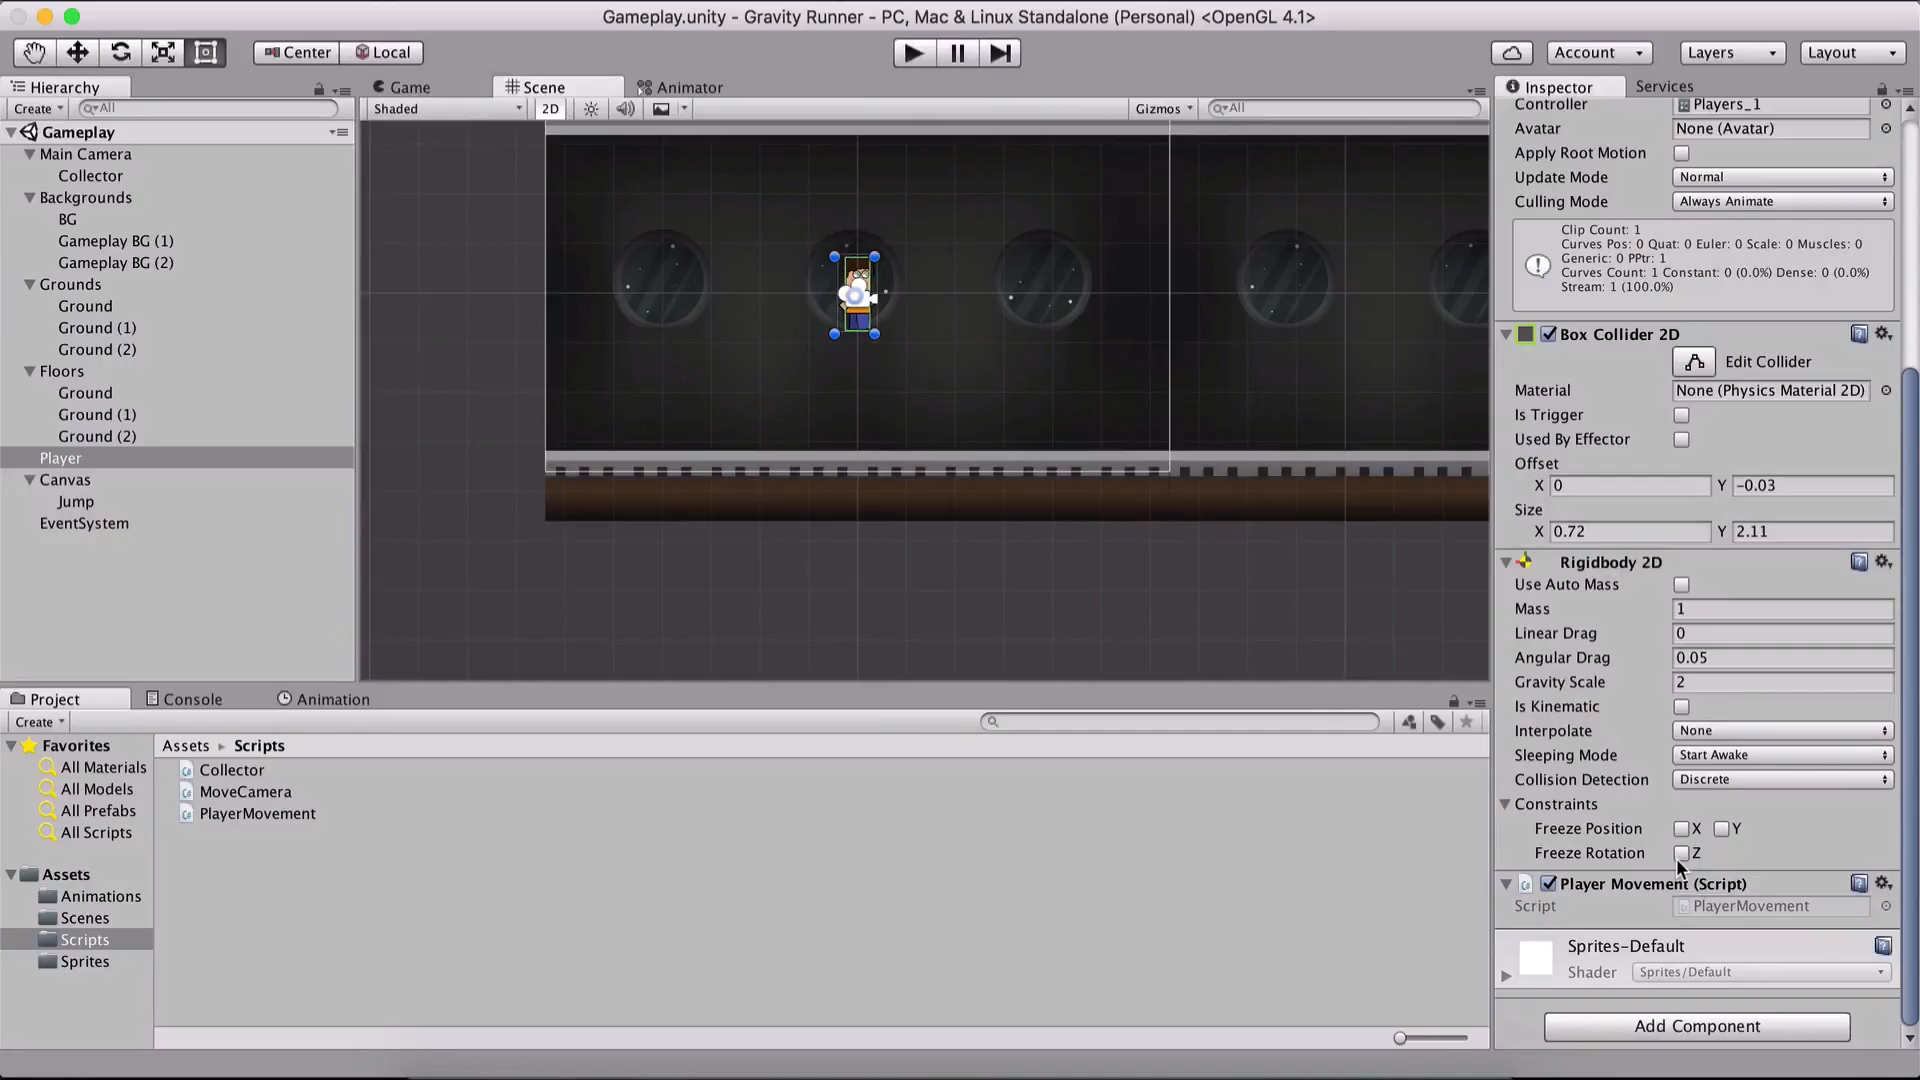 Gameplay.unity - Gravity Runner - PC, Mac & Linux Standalone (Personal) <OpenGL 4.1>
Center Local Account Layers Layout
Hierarchy
Create All
Gameplay
Main Camera
Collector
Backgrounds
BG
Gameplay BG (1)
Gameplay BG (2)
Grounds
Ground
Ground (1)
Ground (2)
Floors
Ground
Ground (1)
Ground (2)
Player
Canvas
Jump
EventSystem
Game Scene Animator
Shaded 2D Gizmos All
Inspector Services
Controller Players_1
Avatar None (Avatar)
Apply Root Motion
Update Mode Normal
Culling Mode Always Animate
Clip Count: 1
Curves Pos: 0 Quat: 0 Euler: 0 Scale: 0 Muscles: 0
Generic: 0 PPtr: 1
Curves Count: 1 Constant: 0 (0.0%) Dense: 0 (0.0%)
Stream: 1 (100.0%)
Box Collider 2D
Edit Collider
Material None (Physics Material 2D)
Is Trigger
Used By Effector
Offset
X 0 Y -0.03
Size
X 0.72 Y 2.11
Rigidbody 2D
Use Auto Mass
Mass 1
Linear Drag 0
Angular Drag 0.05
Gravity Scale 2
Is Kinematic
Interpolate None
Sleeping Mode Start Awake
Collision Detection Discrete
Constraints
Freeze Position X Y
Freeze Rotation Z
Player Movement (Script)
Script PlayerMovement
Sprites-Default
Shader Sprites/Default
Add Component
Project Console Animation
Create
Favorites
All Materials
All Models
All Prefabs
All Scripts
Assets
Animations
Scenes
Scripts
Sprites
Assets Scripts
Collector
MoveCamera
PlayerMovement